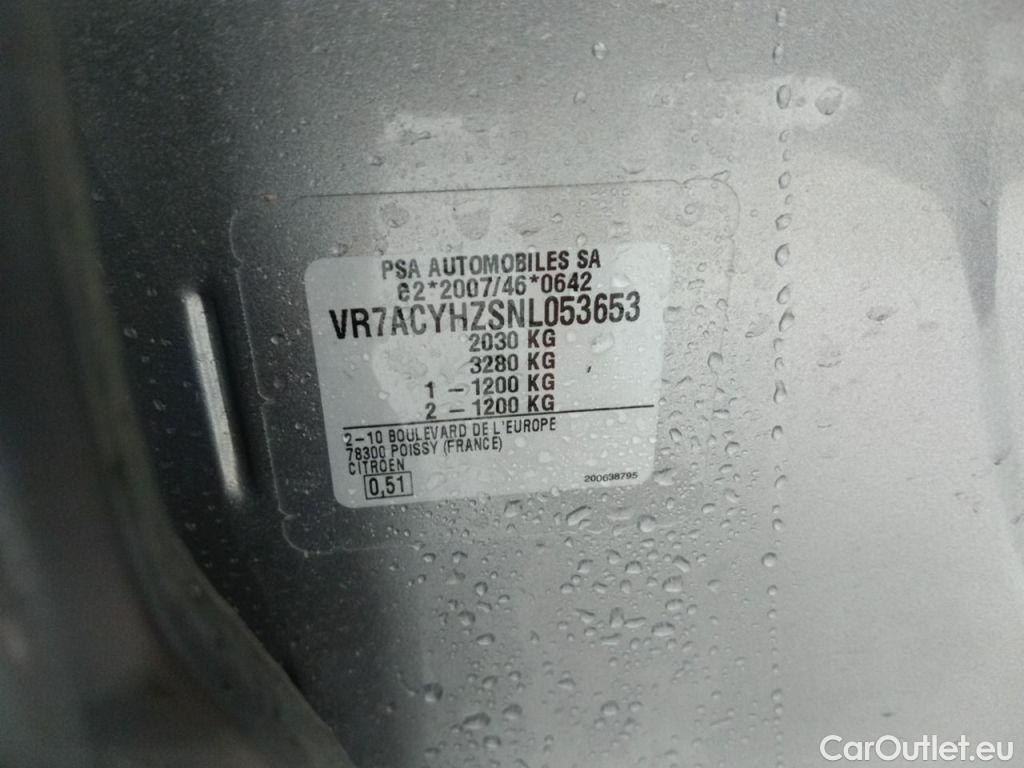 PSA AUTOMOBILES SA
e2*2007/46*0642
VR7ACYHZSNL053653
2030 KG
3280 KG
1 – 1200 KG
2 – 1200 KG
2–10 BOULEVARD DE L'EUROPE
78300 POISSY (FRANCE)
CITROEN
0,51
200638795
CarOutlet.eu